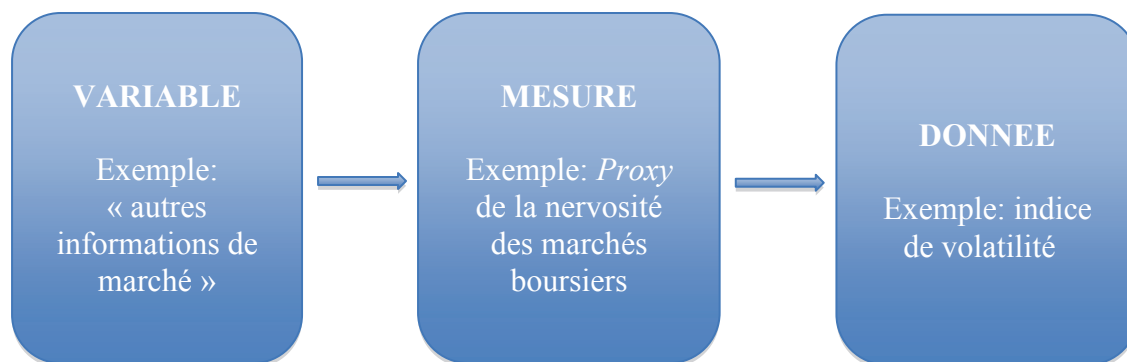 VARIABLE
Exemple:
« autres
informations de
marché »
MESURE
Exemple: Proxy
de la nervosité
des marchés
boursiers
DONNEE
Exemple: indice
de volatilité